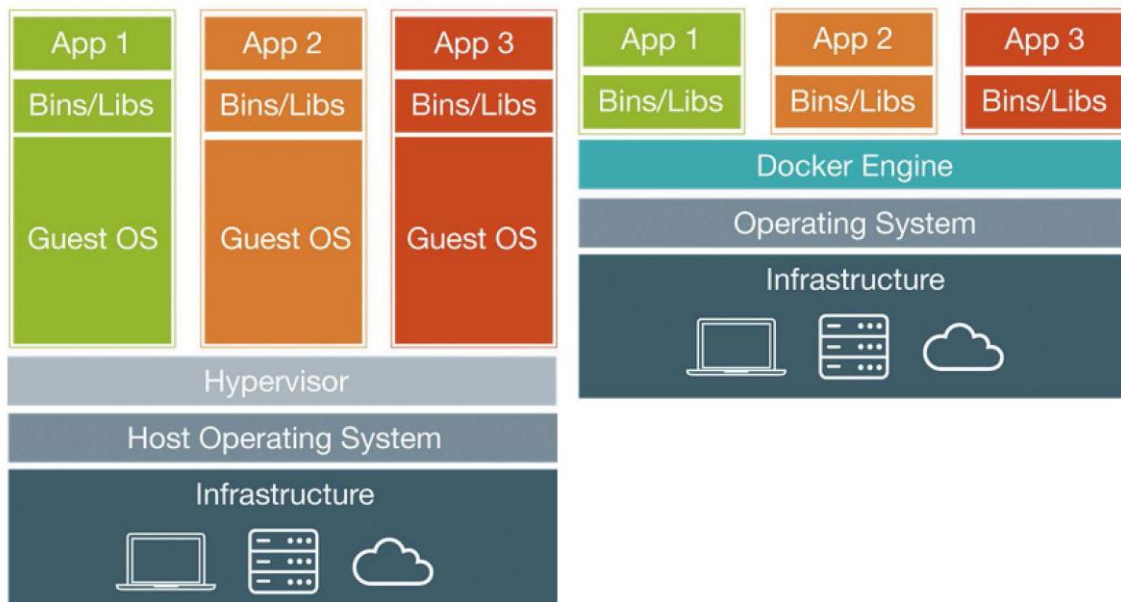 App 1
App 2
App 3
Bins/Libs
Bins/Libs
Bins/Libs
Guest OS
Guest OS
Guest OS
Hypervisor
Host Operating System
Infrastructure
App 1
App 2
App 3
Bins/Libs
Bins/Libs
Bins/Libs
Docker Engine
Operating System
Infrastructure